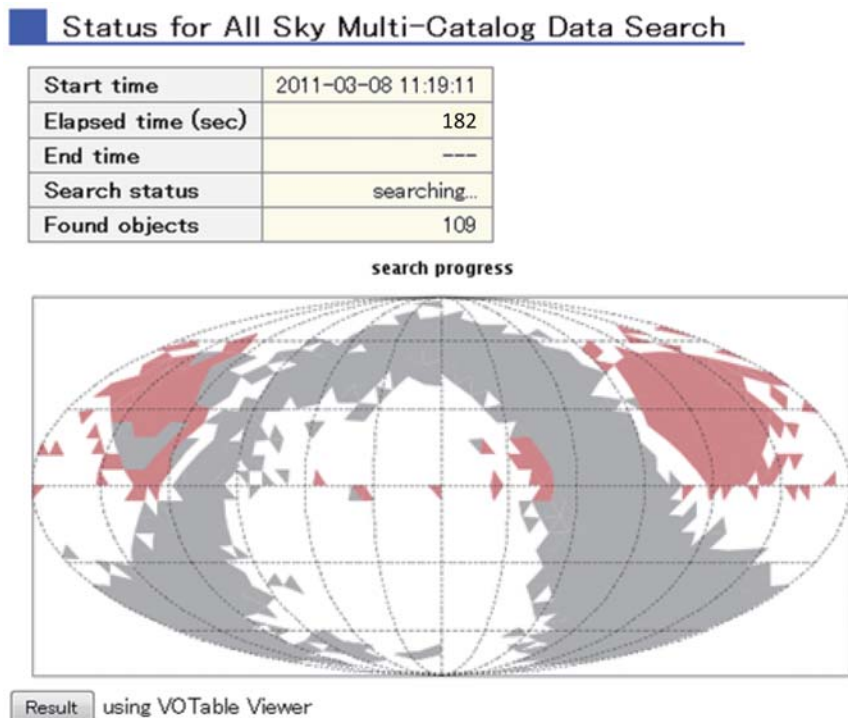 Status for All Sky Multi-Catalog Data Search
Start time 2011-03-08 11:19:11
Elapsed time (sec) 182
End time ---
Search status searching...
Found objects 109
search progress
Result using VOTable Viewer